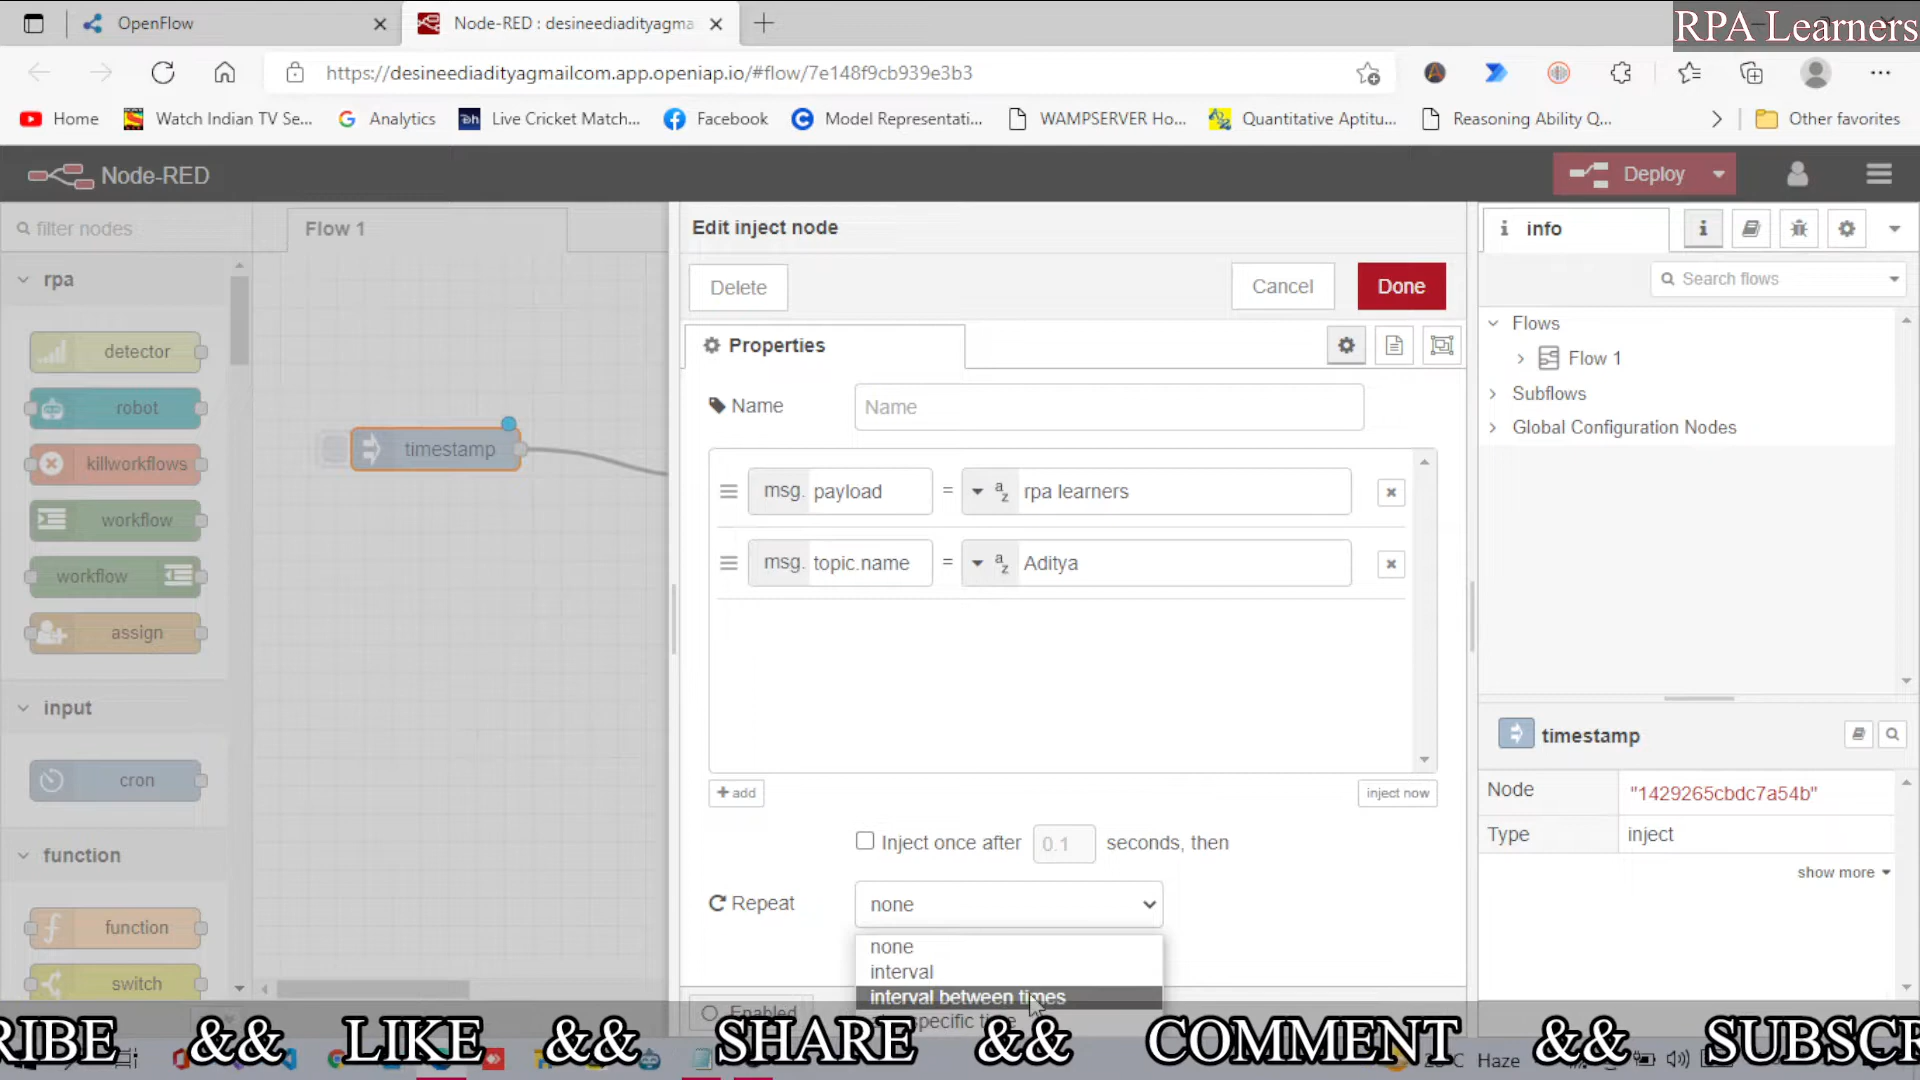 OpenFlow
Node-RED : desineediadityagma
RPA Learners
https://desineediadityagmailcom.app.openiap.io/#flow/7e148f9cb939e3b3
Home
Watch Indian TV Se...
Analytics
Live Cricket Match...
Facebook
Model Representati...
WAMPSERVER Ho...
Quantitative Aptitu...
Reasoning Ability Q...
Other favorites
Node-RED
Deploy
filter nodes
Flow 1
Edit inject node
info
Delete
Cancel
Done
Search flows
rpa
Properties
Flows
Flow 1
Subflows
Global Configuration Nodes
detector
robot
killworkflows
workflow
workflow
assign
timestamp
Name
Name
msg. payload = rpa learners
msg. topic.name = Aditya
input
cron
add
inject now
timestamp
Node "1429265cbdc7a54b"
Type inject
show more
function
function
switch
Inject once after 0.1 seconds, then
Repeat
none
none
interval
interval between times
specific time
Enabled
RIBE && LIKE && SHARE && COMMENT && SUBSCR
Haze